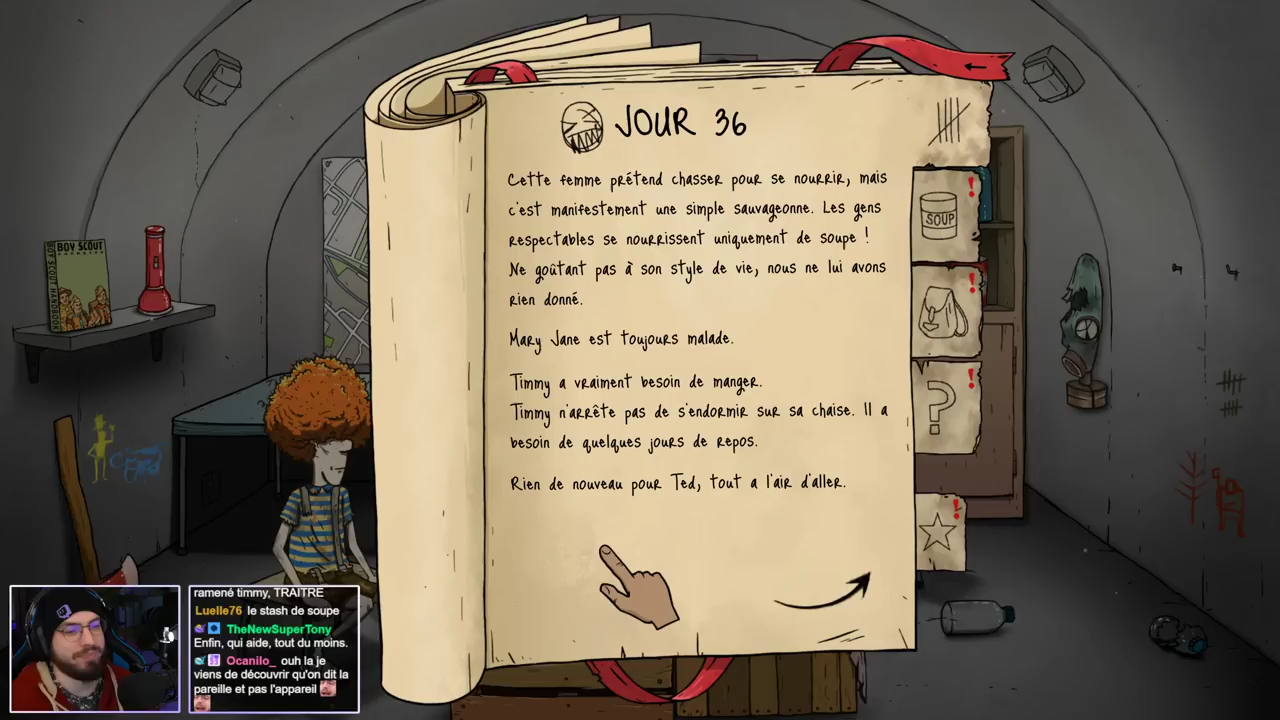 JOUR 36
Cette femme prétend chasser pour se nourrir, mais
c'est manifestement une simple sauvageonne. Les gens
respectables se nourrissent uniquement de soupe !
Ne goûtant pas à son style de vie, nous ne lui avons
rien donné.
Mary Jane est toujours malade.
Timmy a vraiment besoin de manger.
Timmy n'arrête pas de s'endormir sur sa chaise. Il a
besoin de quelques jours de repos.
Rien de nouveau pour Ted, tout a l'air d'aller.
SOUP
BOY SCOUT
BOY SCOUT HANDBOOK
ramené timmy, TRAITRE
Luelle76 le stash de soupe
TheNewSuperTony
Enfin, qui aide, tout du moins.
Ocanilo_ ouh la je
viens de découvrir qu'on dit la
pareille et pas l'appareil